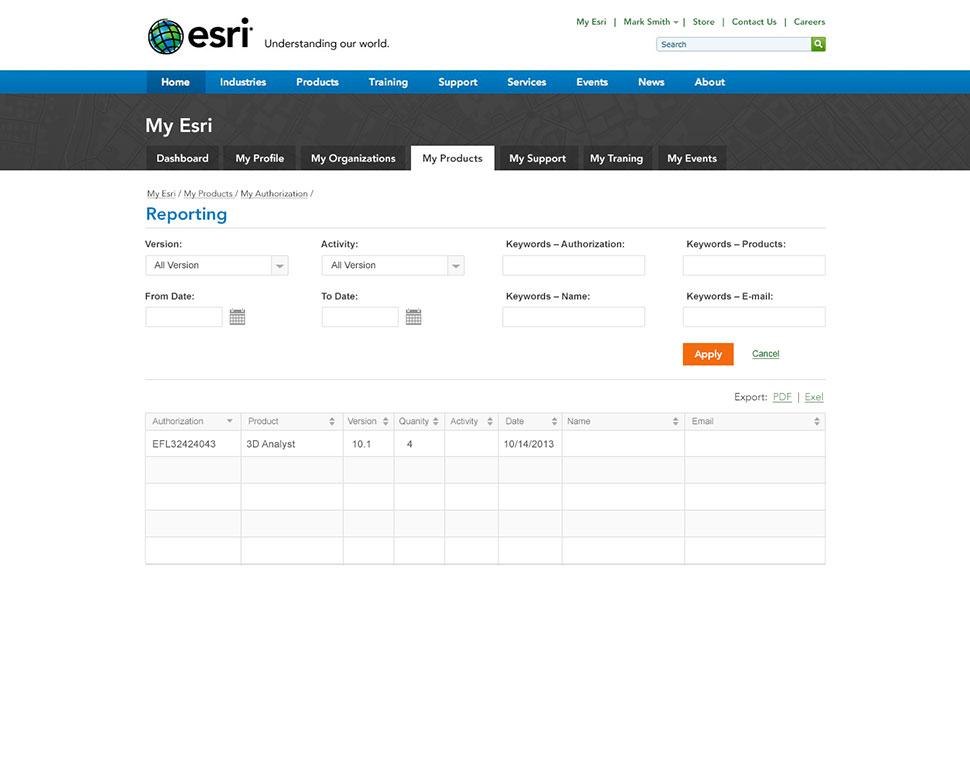 My Esri | Mark Smith | Store | Contact Us | Careers
esri Understanding our world.
Search
Home Industries Products Training Support Services Events News About
My Esri
Dashboard My Profile My Organizations My Products My Support My Traning My Events
My Esri / My Products / My Authorization /
Reporting
Version: Activity: Keywords – Authorization: Keywords – Products:
All Version All Version
From Date: To Date: Keywords – Name: Keywords – E-mail:
Apply Cancel
Export: PDF | Exel
Authorization Product Version Quanity Activity Date Name Email
EFL32424043 3D Analyst 10.1 4 10/14/2013